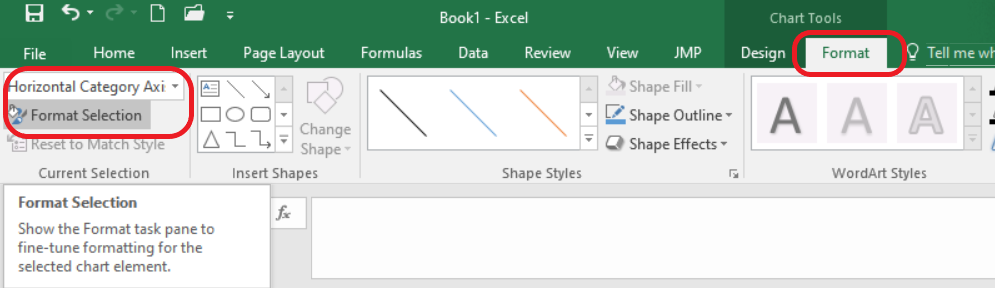 Book1 - Excel
Chart Tools
File Home Insert Page Layout Formulas Data Review View JMP Design Format Tell me wh
Horizontal Category Axi
Format Selection
Reset to Match Style
Current Selection
Change
Shape
Insert Shapes
Shape Fill
Shape Outline
Shape Effects
Shape Styles
A A A
WordArt Styles
Format Selection
Show the Format task pane to
fine-tune formatting for the
selected chart element.
fx